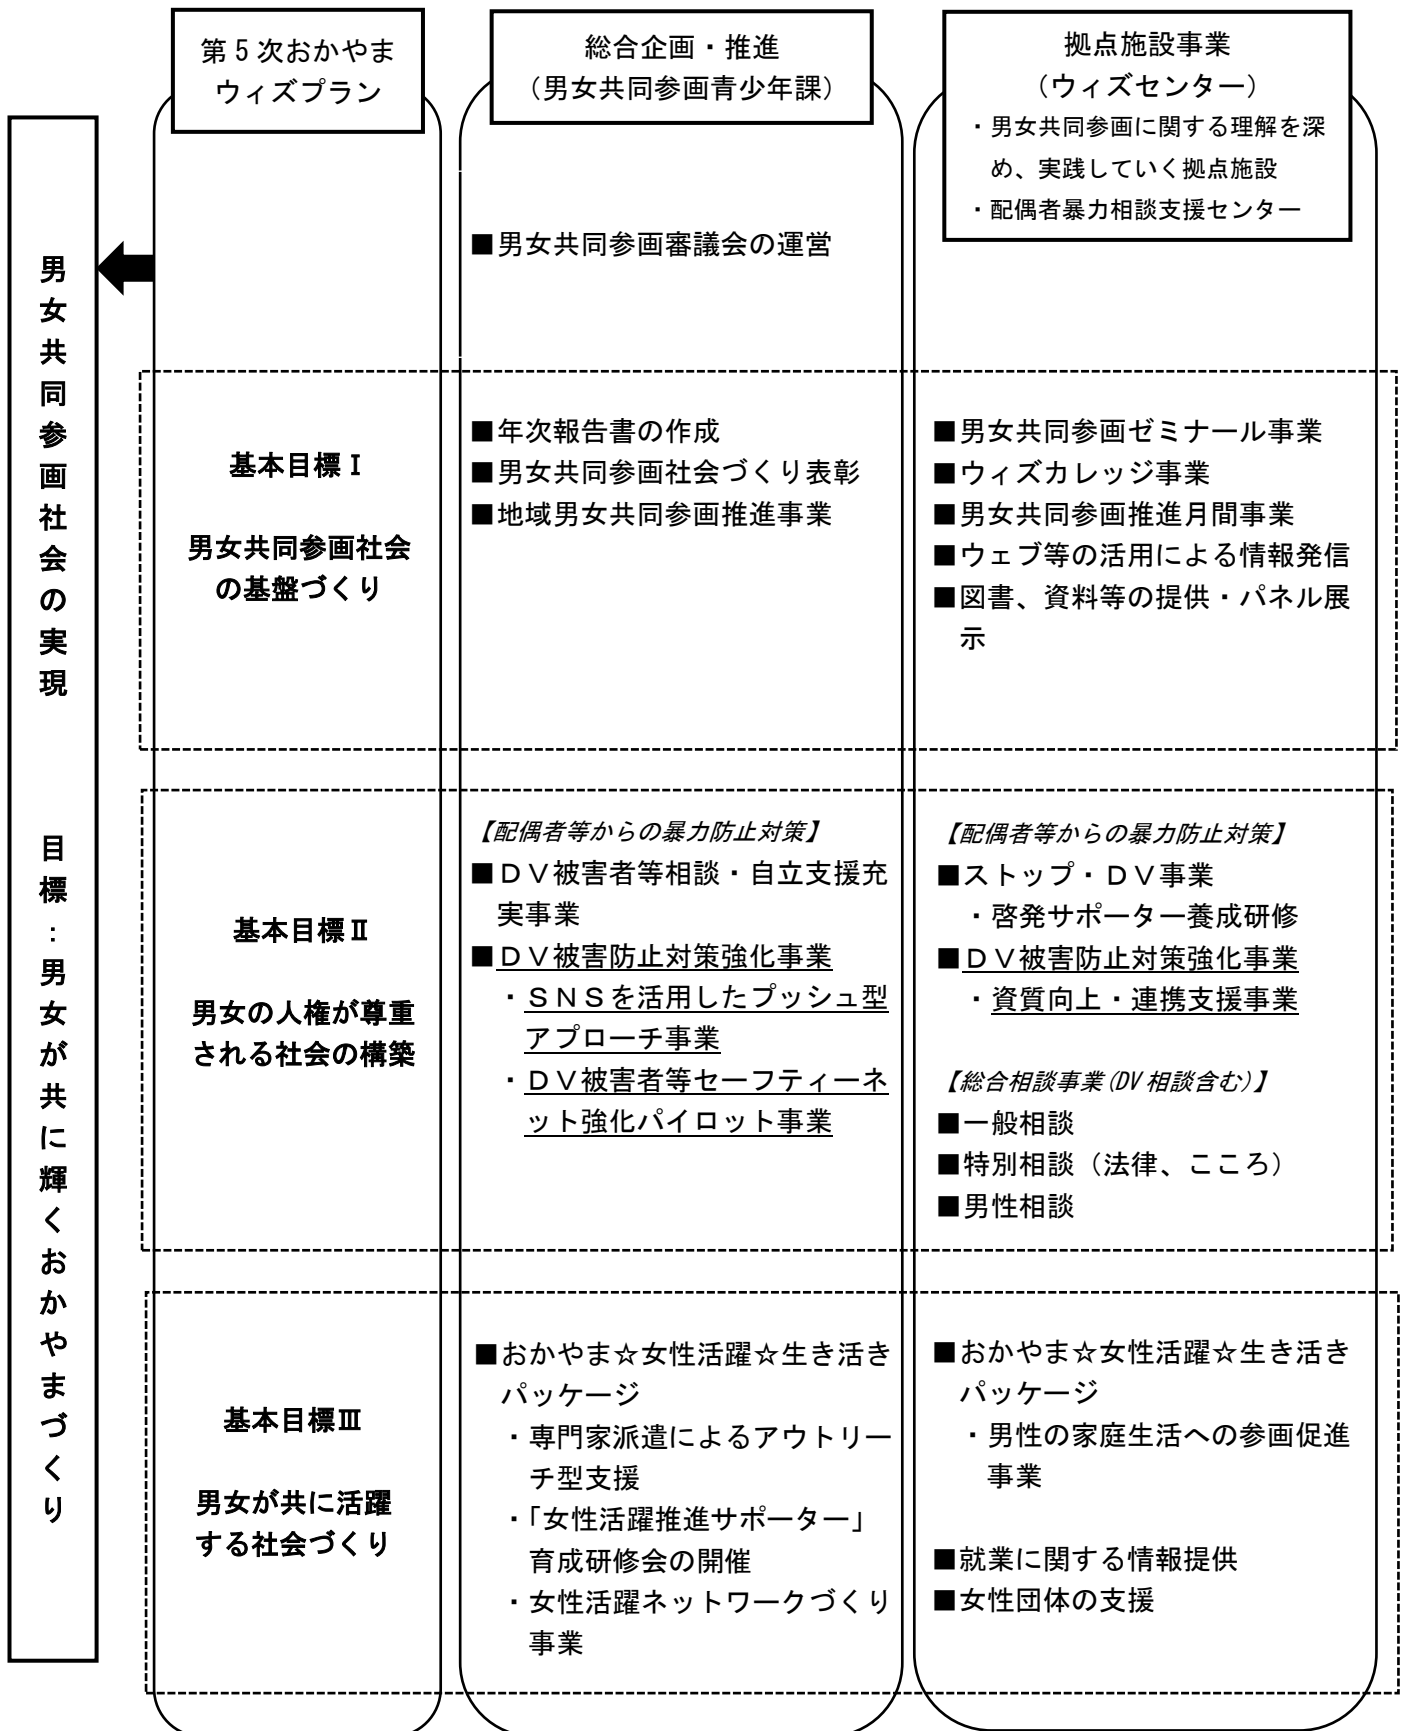 第5次おかやま
ウィズプラン
総合企画・推進
（男女共同参画青少年課）
拠点施設事業
（ウィズセンター）
・男女共同参画に関する理解を深
め、実践していく拠点施設
・配偶者暴力相談支援センター
男女共同参画社会の実現
目標：男女が共に輝くおかやまづくり
■男女共同参画審議会の運営
基本目標Ⅰ
男女共同参画社会
の基盤づくり
■年次報告書の作成
■男女共同参画社会づくり表彰
■地域男女共同参画推進事業
■男女共同参画ゼミナール事業
■ウィズカレッジ事業
■男女共同参画推進月間事業
■ウェブ等の活用による情報発信
■図書、資料等の提供・パネル展
示
基本目標Ⅱ
男女の人権が尊重
される社会の構築
【配偶者等からの暴力防止対策】
■ＤＶ被害者等相談・自立支援充
実事業
■ＤＶ被害防止対策強化事業
・ＳＮＳを活用したプッシュ型
アプローチ事業
・ＤＶ被害者等セーフティーネ
ット強化パイロット事業
【配偶者等からの暴力防止対策】
■ストップ・ＤＶ事業
・啓発サポーター養成研修
■ＤＶ被害防止対策強化事業
・資質向上・連携支援事業
【総合相談事業(DV相談含む)】
■一般相談
■特別相談（法律、こころ）
■男性相談
基本目標Ⅲ
男女が共に活躍
する社会づくり
■おかやま☆女性活躍☆生き活き
パッケージ
・専門家派遣によるアウトリー
チ型支援
・「女性活躍推進サポーター」
育成研修会の開催
・女性活躍ネットワークづくり
事業
■おかやま☆女性活躍☆生き活き
パッケージ
・男性の家庭生活への参画促進
事業
■就業に関する情報提供
■女性団体の支援